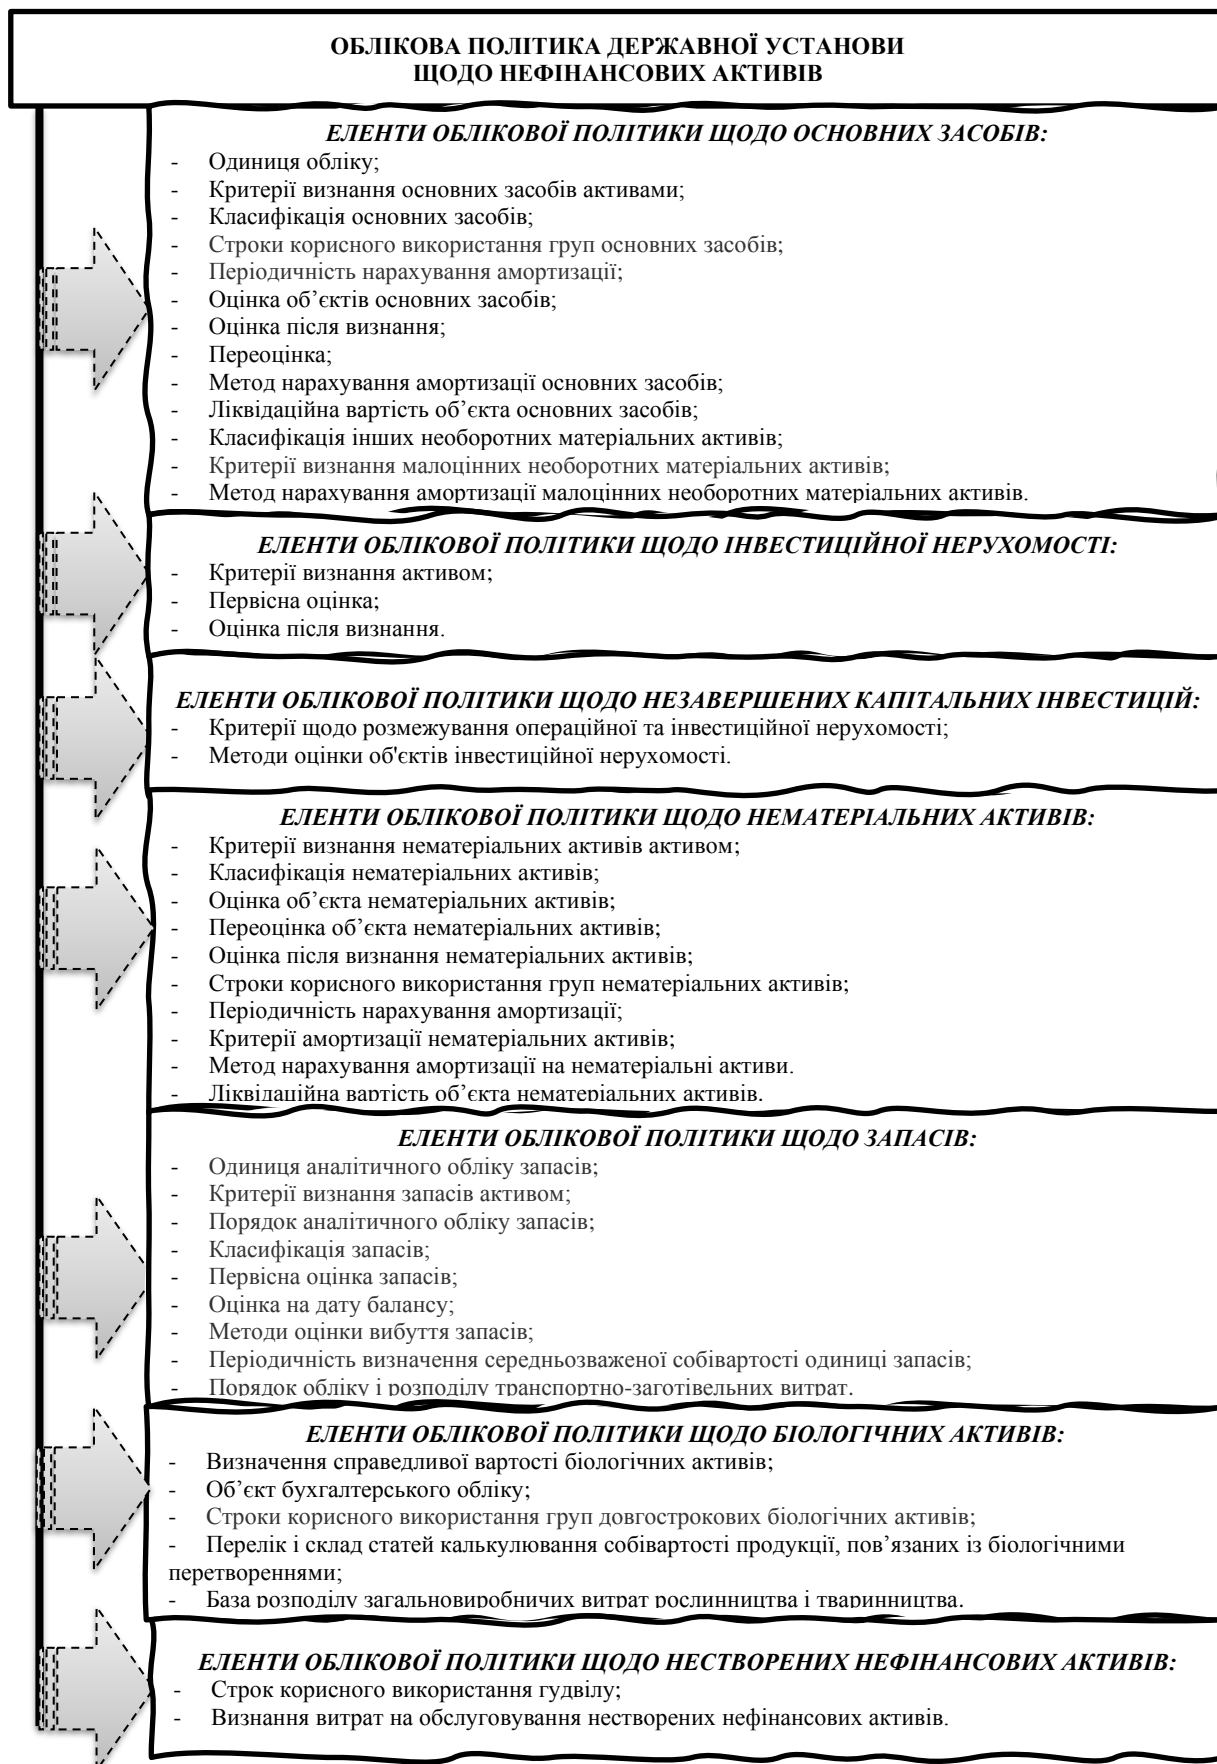 ОБЛІКОВА ПОЛІТИКА ДЕРЖАВНОЇ УСТАНОВИ
ЩОДО НЕФІНАНСОВИХ АКТИВІВ
ЕЛЕНТИ ОБЛІКОВОЇ ПОЛІТИКИ ЩОДО ОСНОВНИХ ЗАСОБІВ:
- Одиниця обліку;
- Критерії визнання основних засобів активами;
- Класифікація основних засобів;
- Строки корисного використання груп основних засобів;
- Періодичність нарахування амортизації;
- Оцінка об’єктів основних засобів;
- Оцінка після визнання;
- Переоцінка;
- Метод нарахування амортизації основних засобів;
- Ліквідаційна вартість об’єкта основних засобів;
- Класифікація інших необоротних матеріальних активів;
- Критерії визнання малоцінних необоротних матеріальних активів;
- Метод нарахування амортизації малоцінних необоротних матеріальних активів.
ЕЛЕНТИ ОБЛІКОВОЇ ПОЛІТИКИ ЩОДО ІНВЕСТИЦІЙНОЇ НЕРУХОМОСТІ:
- Критерії визнання активом;
- Первісна оцінка;
- Оцінка після визнання.
ЕЛЕНТИ ОБЛІКОВОЇ ПОЛІТИКИ ЩОДО НЕЗАВЕРШЕНИХ КАПІТАЛЬНИХ ІНВЕСТИЦІЙ:
- Критерії щодо розмежування операційної та інвестиційної нерухомості;
- Методи оцінки об'єктів інвестиційної нерухомості.
ЕЛЕНТИ ОБЛІКОВОЇ ПОЛІТИКИ ЩОДО НЕМАТЕРІАЛЬНИХ АКТИВІВ:
- Критерії визнання нематеріальних активів активом;
- Класифікація нематеріальних активів;
- Оцінка об’єкта нематеріальних активів;
- Переоцінка об’єкта нематеріальних активів;
- Оцінка після визнання нематеріальних активів;
- Строки корисного використання груп нематеріальних активів;
- Періодичність нарахування амортизації;
- Критерії амортизації нематеріальних активів;
- Метод нарахування амортизації на нематеріальні активи.
- Ліквідаційна вартість об’єкта нематеріальних активів.
ЕЛЕНТИ ОБЛІКОВОЇ ПОЛІТИКИ ЩОДО ЗАПАСІВ:
- Одиниця аналітичного обліку запасів;
- Критерії визнання запасів активом;
- Порядок аналітичного обліку запасів;
- Класифікація запасів;
- Первісна оцінка запасів;
- Оцінка на дату балансу;
- Методи оцінки вибуття запасів;
- Періодичність визначення середньозваженої собівартості одиниці запасів;
- Порядок обліку і розподілу транспортно-заготівельних витрат.
ЕЛЕНТИ ОБЛІКОВОЇ ПОЛІТИКИ ЩОДО БІОЛОГІЧНИХ АКТИВІВ:
- Визначення справедливої вартості біологічних активів;
- Об’єкт бухгалтерського обліку;
- Строки корисного використання груп довгострокових біологічних активів;
- Перелік і склад статей калькулювання собівартості продукції, пов’язаних із біологічними
перетвореннями;
- База розподілу загальновиробничих витрат рослинництва і тваринництва.
ЕЛЕНТИ ОБЛІКОВОЇ ПОЛІТИКИ ЩОДО НЕСТВОРЕНИХ НЕФІНАНСОВИХ АКТИВІВ:
- Строк корисного використання гудвілу;
- Визнання витрат на обслуговування нестворених нефінансових активів.